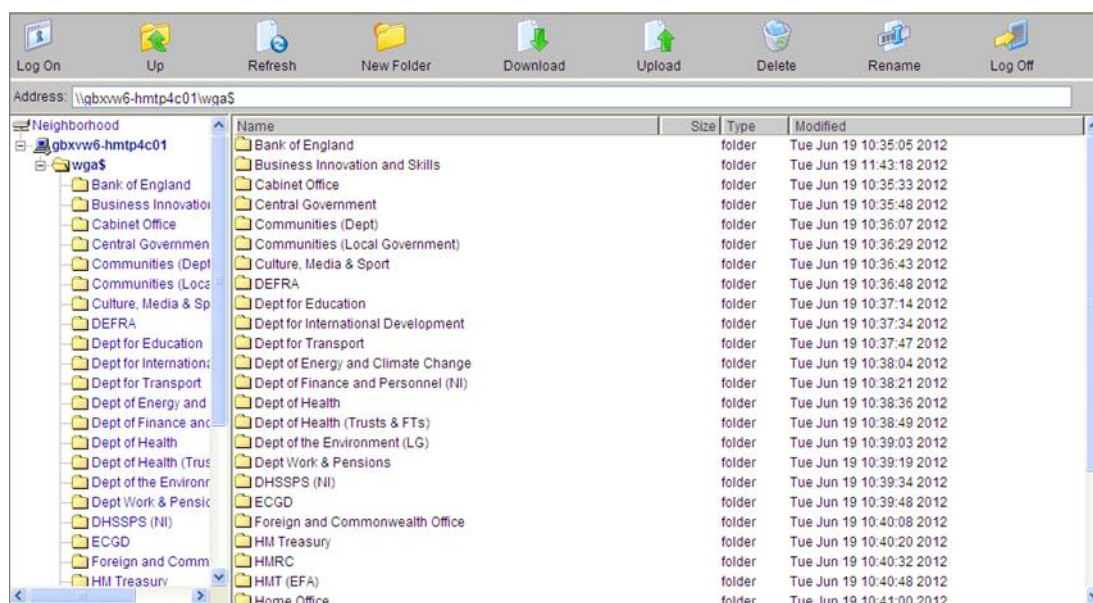 Log On Up Refresh New Folder Download Upload Delete Rename Log Off
Address: \\gbxvw6-hmtp4c01\wga$
Neighborhood
gbxvw6-hmtp4c01
wga$
Bank of England
Business Innovation
Cabinet Office
Central Governmen
Communities (Dept
Communities (Loca
Culture, Media & Sp
DEFRA
Dept for Education
Dept for Internationa
Dept for Transport
Dept of Energy and
Dept of Finance and
Dept of Health
Dept of Health (Trus
Dept of the Environr
Dept Work & Pensic
DHSSPS (NI)
ECGD
Foreign and Comm
HM Treasury
Name Size Type Modified
Bank of England folder Tue Jun 19 10:35:05 2012
Business Innovation and Skills folder Tue Jun 19 11:43:18 2012
Cabinet Office folder Tue Jun 19 10:35:33 2012
Central Government folder Tue Jun 19 10:35:48 2012
Communities (Dept) folder Tue Jun 19 10:36:07 2012
Communities (Local Government) folder Tue Jun 19 10:36:29 2012
Culture, Media & Sport folder Tue Jun 19 10:36:43 2012
DEFRA folder Tue Jun 19 10:36:48 2012
Dept for Education folder Tue Jun 19 10:37:14 2012
Dept for International Development folder Tue Jun 19 10:37:34 2012
Dept for Transport folder Tue Jun 19 10:37:47 2012
Dept of Energy and Climate Change folder Tue Jun 19 10:38:04 2012
Dept of Finance and Personnel (NI) folder Tue Jun 19 10:38:21 2012
Dept of Health folder Tue Jun 19 10:38:36 2012
Dept of Health (Trusts & FTs) folder Tue Jun 19 10:38:49 2012
Dept of the Environment (LG) folder Tue Jun 19 10:39:03 2012
Dept Work & Pensions folder Tue Jun 19 10:39:19 2012
DHSSPS (NI) folder Tue Jun 19 10:39:34 2012
ECGD folder Tue Jun 19 10:39:48 2012
Foreign and Commonwealth Office folder Tue Jun 19 10:40:08 2012
HM Treasury folder Tue Jun 19 10:40:20 2012
HMRC folder Tue Jun 19 10:40:32 2012
HMT (EFA) folder Tue Jun 19 10:40:48 2012
Home Office folder Tue Jun 19 10:41:00 2012